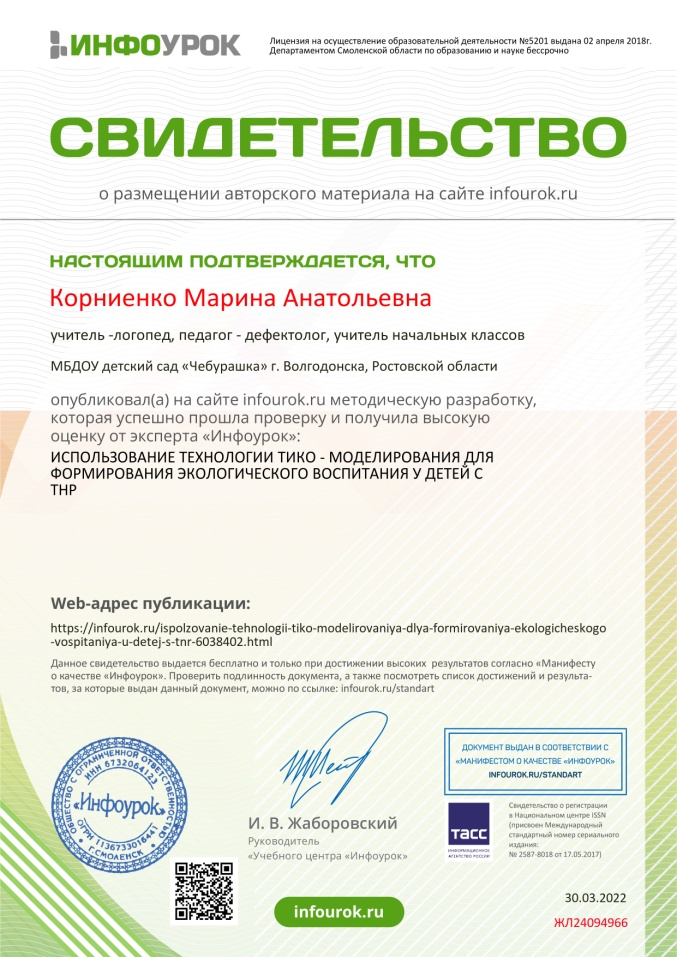 ИНФОУРОК
Лицензия на осуществление образовательной деятельности №5201 выдана 02 апреля 2018г.
Департаментом Смоленской области по образованию и науке бессрочно
СВИДЕТЕЛЬСТВО
о размещении авторского материала на сайте infourok.ru
НАСТОЯЩИМ ПОДТВЕРЖДАЕТСЯ, ЧТО
Корниенко Марина Анатольевна
учитель -логопед, педагог - дефектолог, учитель начальных классов
МБДОУ детский сад «Чебурашка» г. Волгодонска, Ростовской области
опубликовал(а) на сайте infourok.ru методическую разработку,
которая успешно прошла проверку и получила высокую
оценку от эксперта «Инфоурок»:
ИСПОЛЬЗОВАНИЕ ТЕХНОЛОГИИ ТИКО - МОДЕЛИРОВАНИЯ ДЛЯ
ФОРМИРОВАНИЯ ЭКОЛОГИЧЕСКОГО ВОСПИТАНИЯ У ДЕТЕЙ С
ТНР
Web-адрес публикации:
https://infourok.ru/ispolzovanie-tehnologii-tiko-modelirovaniya-dlya-formirovaniya-ekologicheskogo
-vospitaniya-u-detej-s-tnr-6038402.html
Данное свидетельство выдается бесплатно и только при достижении высоких результатов согласно «Манифесту
о качестве «Инфоурок». Проверить подлинность документа, а также посмотреть список достижений и результа-
тов, за которые выдан данный документ, можно по ссылке: infourok.ru/standart
ОБЩЕСТВО С ОГРАНИЧЕННОЙ ОТВЕТСТВЕННОСТЬЮ
ИНН 6732064123
«Инфоурок»
ОГРН 1136733016441
Г.СМОЛЕНСК
И. В. Жаборовский
Руководитель
«Учебного центра «Инфоурок»
ДОКУМЕНТ ВЫДАН В СООТВЕТСТВИИ С
«МАНИФЕСТОМ О КАЧЕСТВЕ «ИНФОУРОК»
INFOUROK.RU/STANDART
ТАСС
ИНФОРМАЦИОННОЕ
АГЕНТСТВО РОССИИ
Свидетельство о регистрации
в Национальном центре ISSN
(присвоен Международный
стандартный номер сериального
издания:
№ 2587-8018 от 17.05.2017)
infourok.ru
30.03.2022
ЖЛ24094966